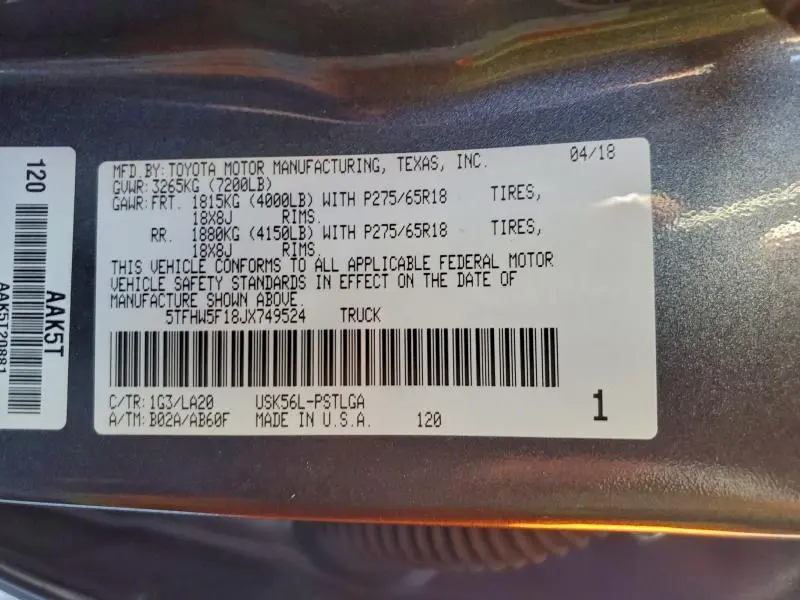 120
AAK5T
AAK5T20881
MFD.BY:TOYOTA MOTOR MANUFACTURING, TEXAS, INC. 04/18
GVWR:3265KG (7200LB)
GAWR:FRT. 1815KG (4000LB) WITH P275/65R18 TIRES,
18X8J RIMS.
RR. 1880KG (4150LB) WITH P275/65R18 TIRES,
18X8J RIMS.
THIS VEHICLE CONFORMS TO ALL APPLICABLE FEDERAL MOTOR
VEHICLE SAFETY STANDARDS IN EFFECT ON THE DATE OF
MANUFACTURE SHOWN ABOVE.
5TFHW5F18JX749524 TRUCK
C/TR:1G3/LA20 USK56L-PSTLGA
A/TM:B02A/AB60F MADE IN U.S.A. 120 1